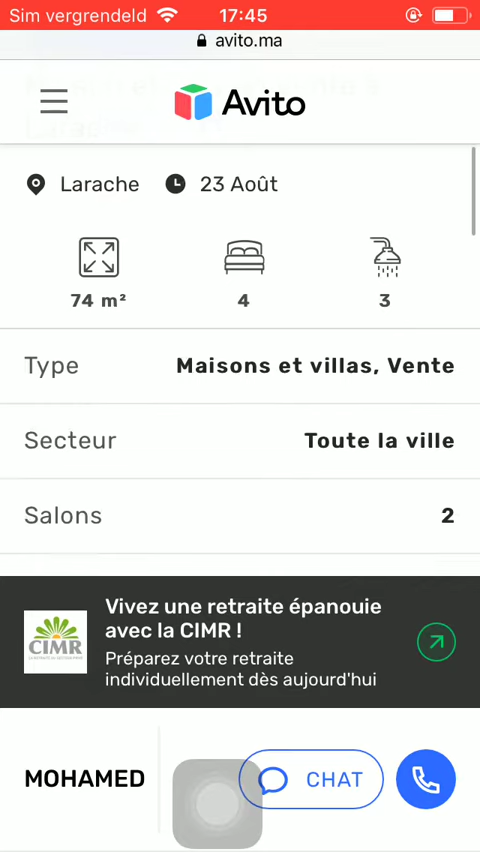 Sim vergrendeld 17:45
avito.ma
Avito
Larache 23 Août
74 m² 4 3
Type Maisons et villas, Vente
Secteur Toute la ville
Salons 2
Vivez une retraite épanouie
avec la CIMR !
CIMR
Préparez votre retraite
individuellement dès aujourd'hui
MOHAMED CHAT